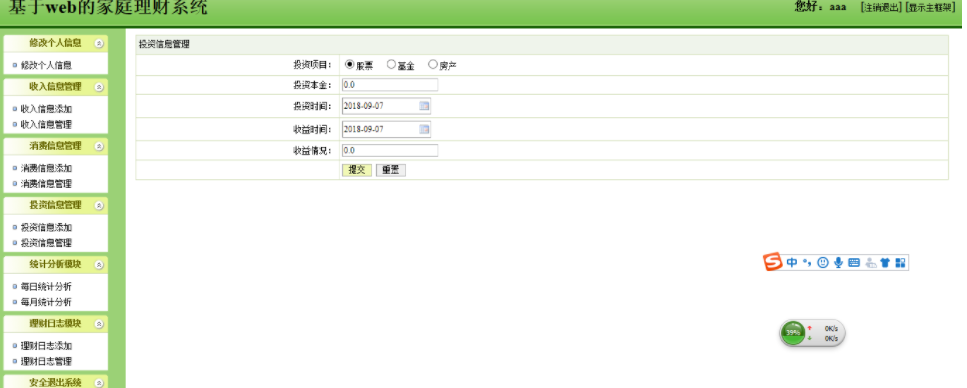 基于web的家庭理财系统
您好：aaa [注销退出] [显示主框架]
修改个人信息
修改个人信息
收入信息管理
收入信息添加
收入信息管理
消费信息管理
消费信息添加
消费信息管理
投资信息管理
投资信息添加
投资信息管理
统计分析模块
每日统计分析
每月统计分析
理财日志模块
理财日志添加
理财日志管理
安全退出系统
投资信息管理
投资项目： 股票 基金 房产
投资本金： 0.0
投资时间： 2018-09-07
收益时间： 2018-09-07
收益情况： 0.0
提交 重置
中
39%
0K/s
0K/s